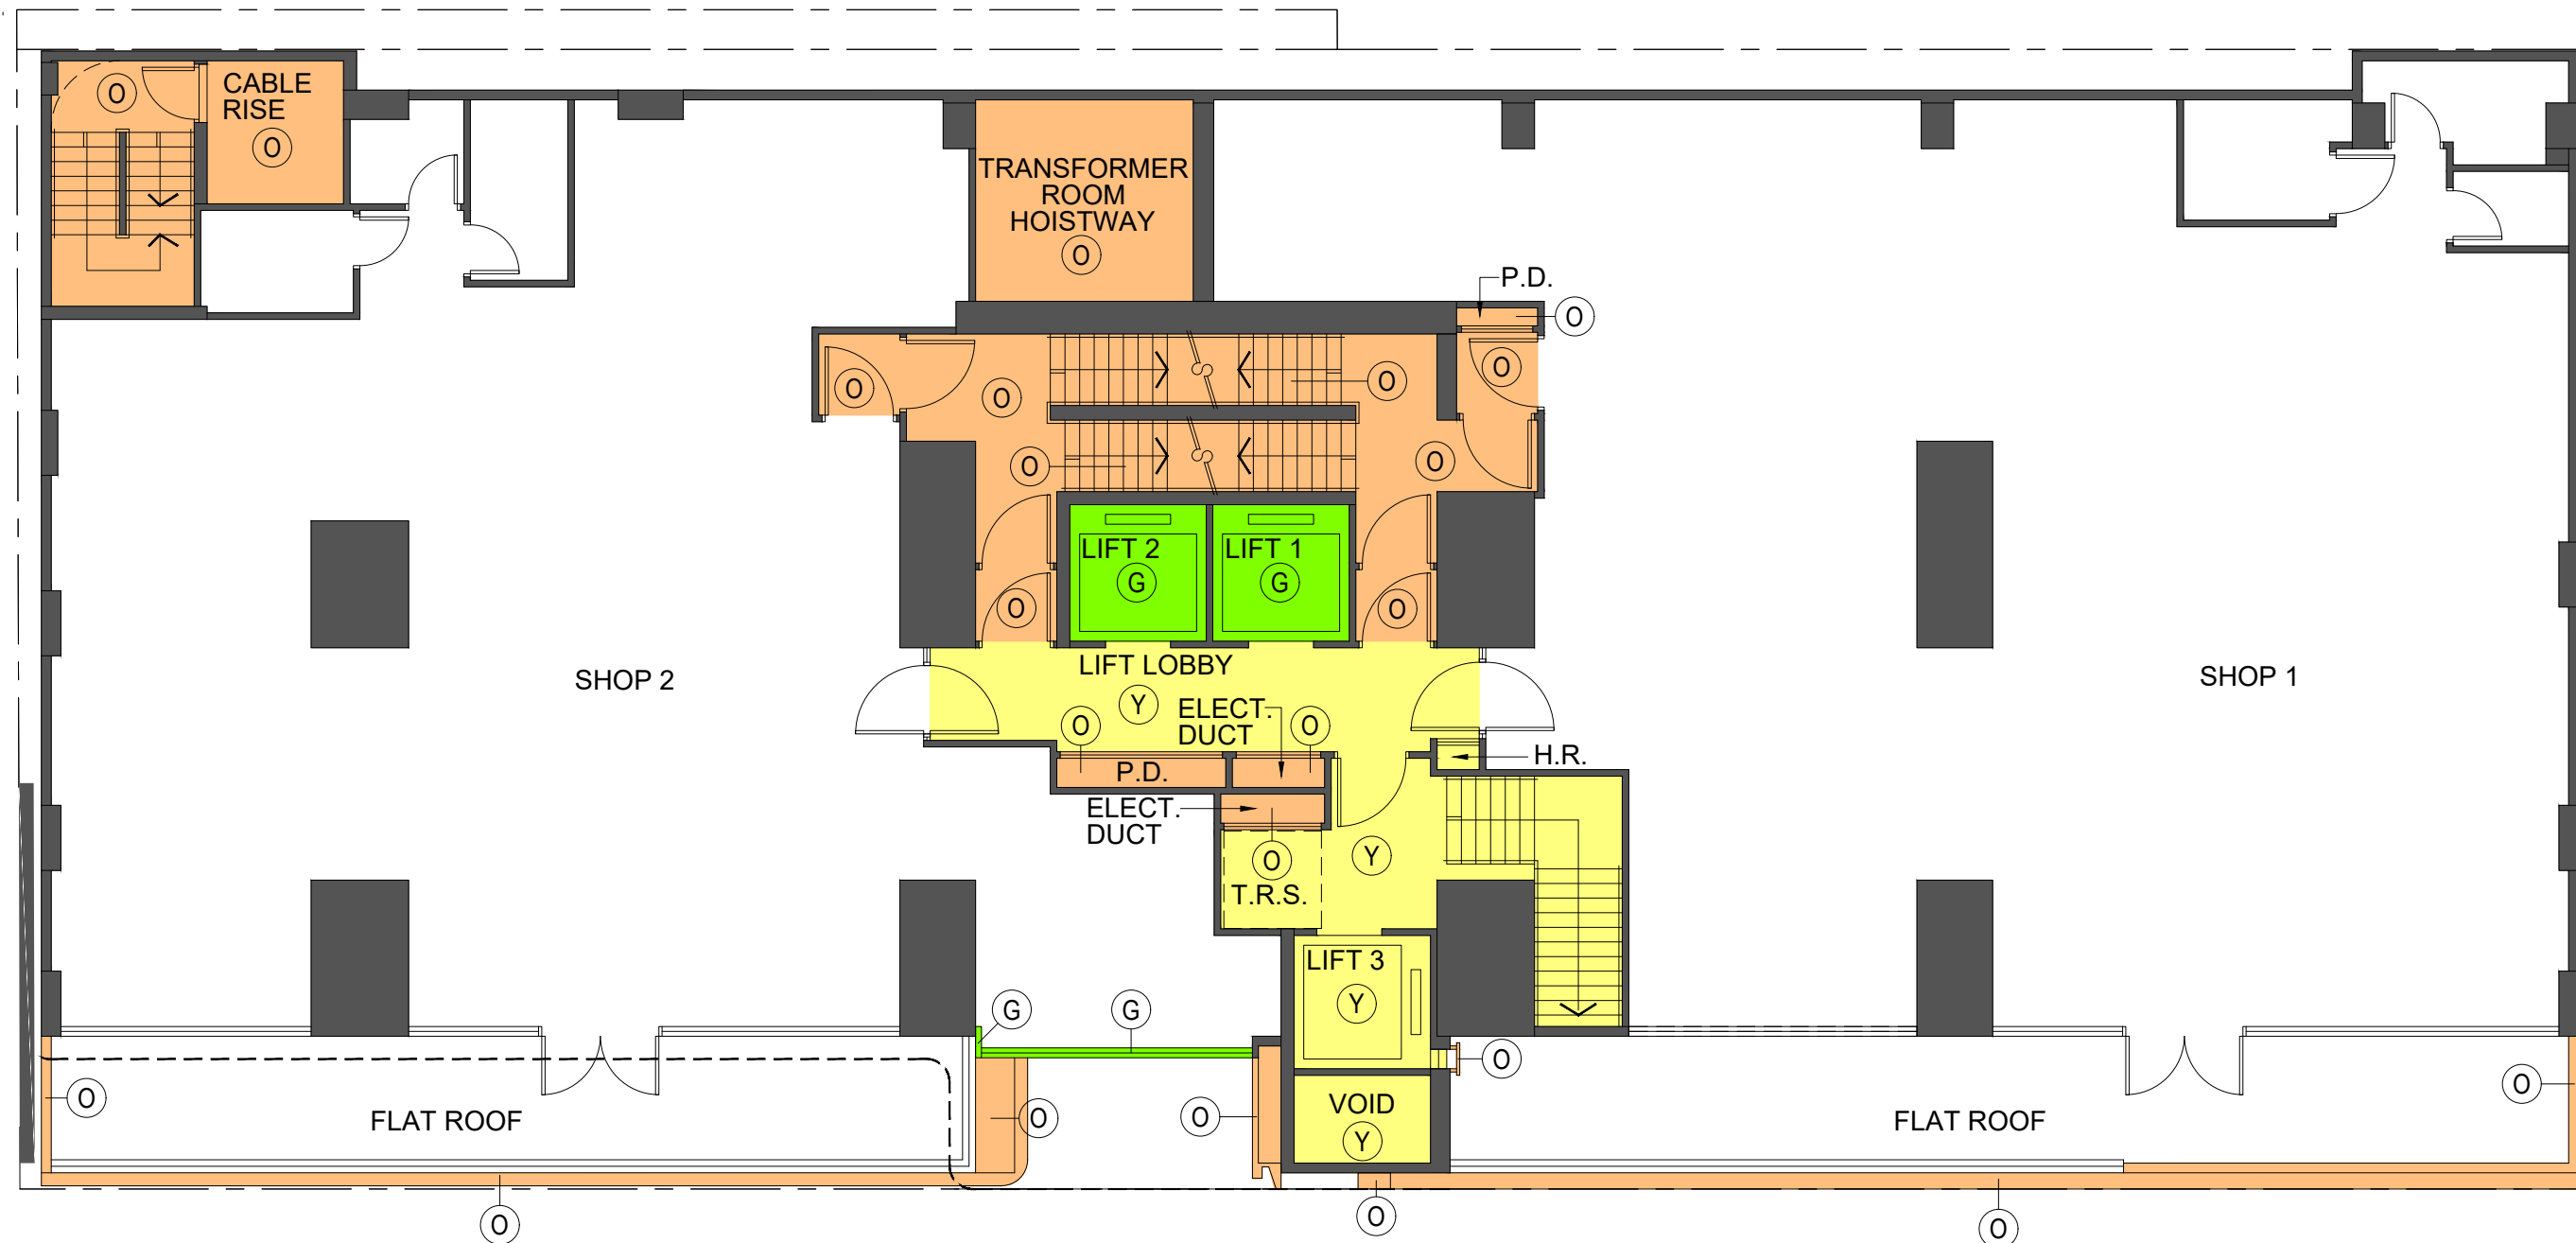 O
CABLE
RISE
O
TRANSFORMER
ROOM
HOISTWAY
O
P.D.
O
O
O
O
O
O
O
LIFT 2
G
LIFT 1
G
O
O
SHOP 2
LIFT LOBBY
Y
SHOP 1
O
ELECT.
DUCT
O
P.D.
H.R.
ELECT.
DUCT
O
T.R.S.
Y
LIFT 3
Y
G
G
O
O
O
FLAT ROOF
O
O
VOID
Y
FLAT ROOF
O
O
O